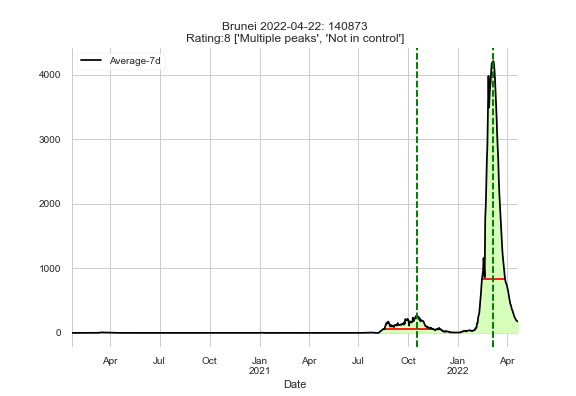 Brunei 2022-04-22: 140873
Rating:8 ['Multiple peaks', 'Not in control']
Average-7d
4000
3000
2000
1000
0
Apr Jul Oct Jan Apr Jul Oct Jan Apr
2021 2022
Date